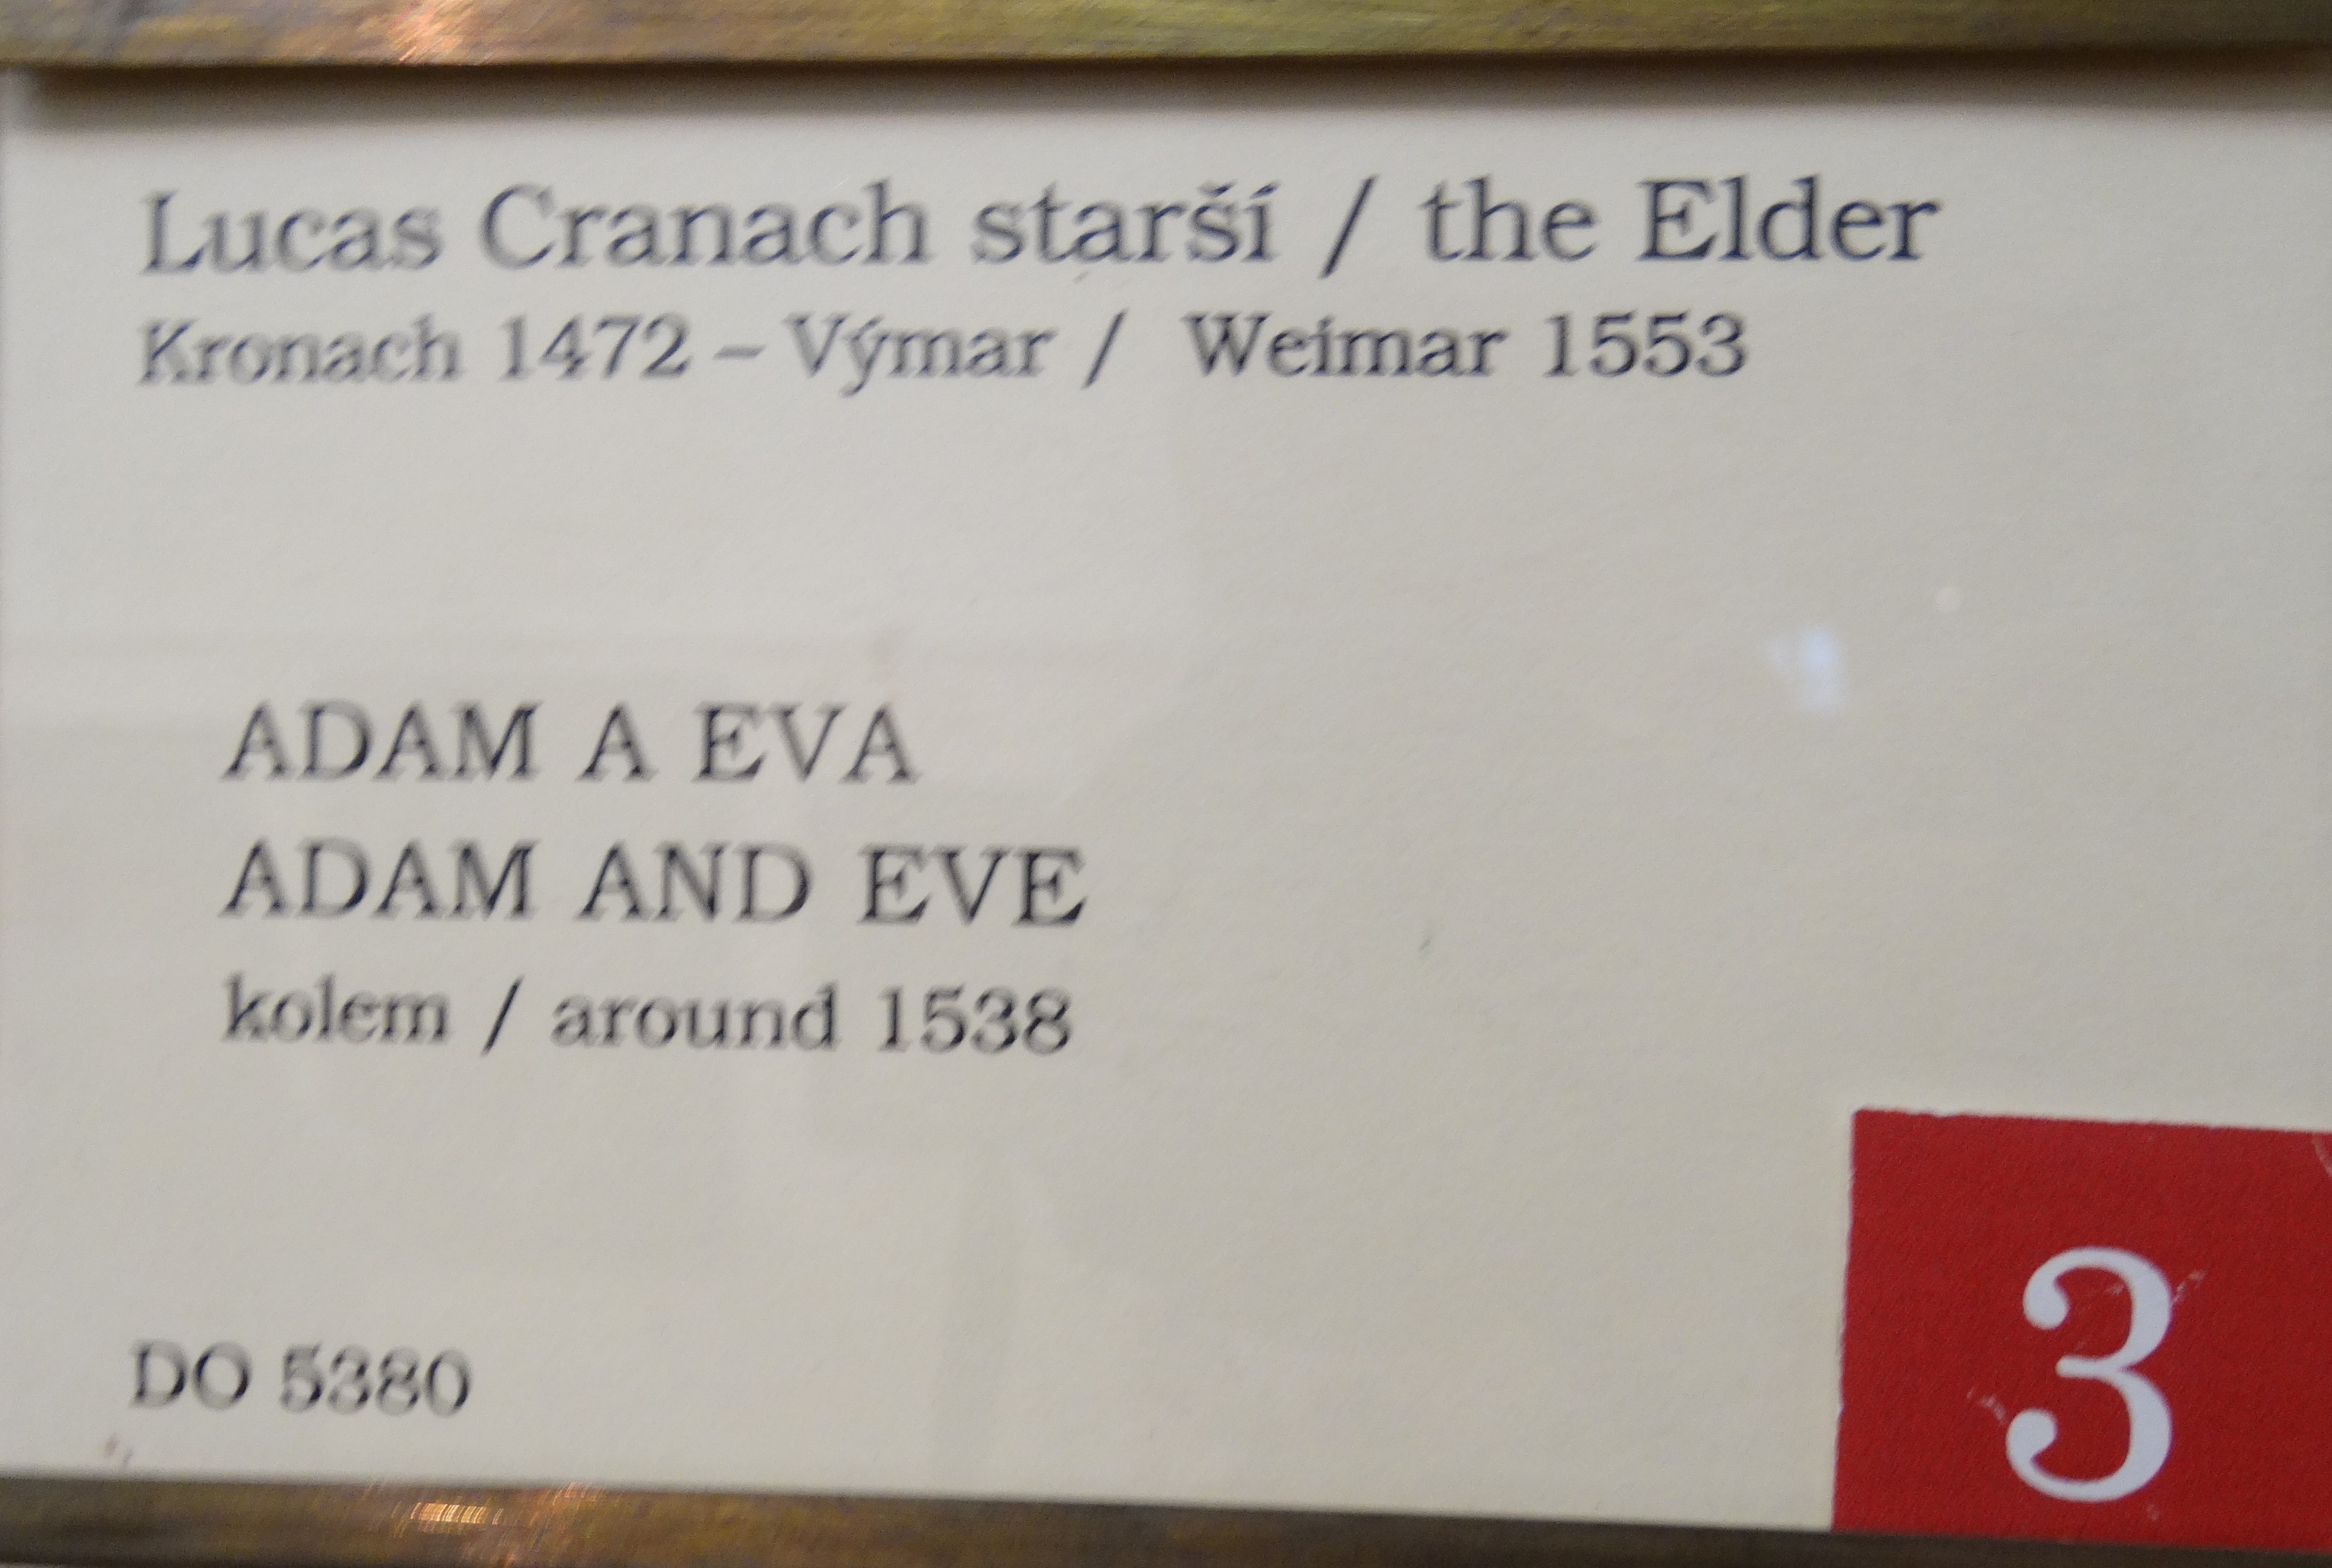 Lucas Cranach starší / the Elder
Kronach 1472 – Výmar / Weimar 1553
ADAM A EVA
ADAM AND EVE
kolem / around 1538
DO 5380
3